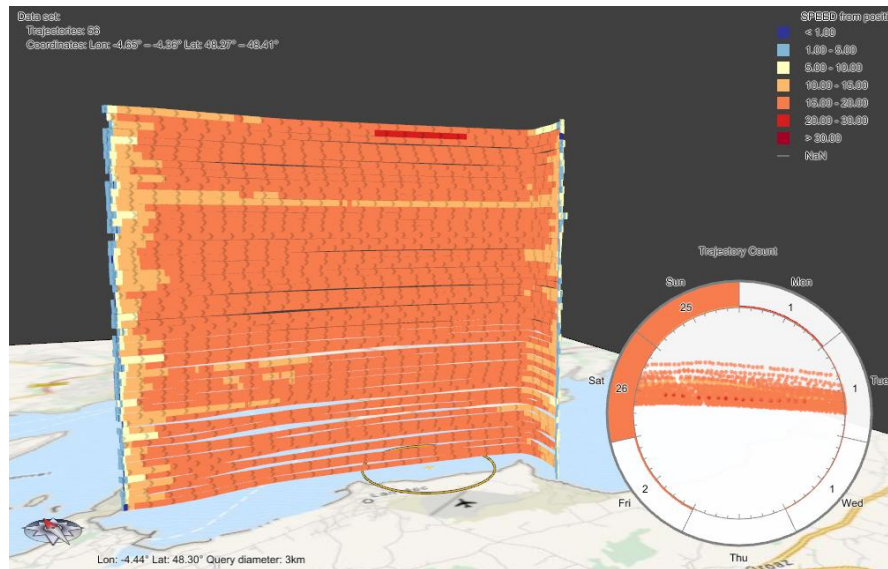 Data set:
Trajectories: 53
Coordinates: Lon: -4.65° – -4.36° Lat: 48.27° – 48.41°
SPEED from positi
< 1.00
1.00 - 5.00
5.00 - 10.00
10.00 - 15.00
15.00 - 20.00
20.00 - 30.00
> 30.00
NaN
Trajectory Count
Sun
Mon
25
1
Sat
26
1
Tue
Fri
2
1
Wed
Thu
Lon: -4.44° Lat: 48.30° Query diameter: 3km